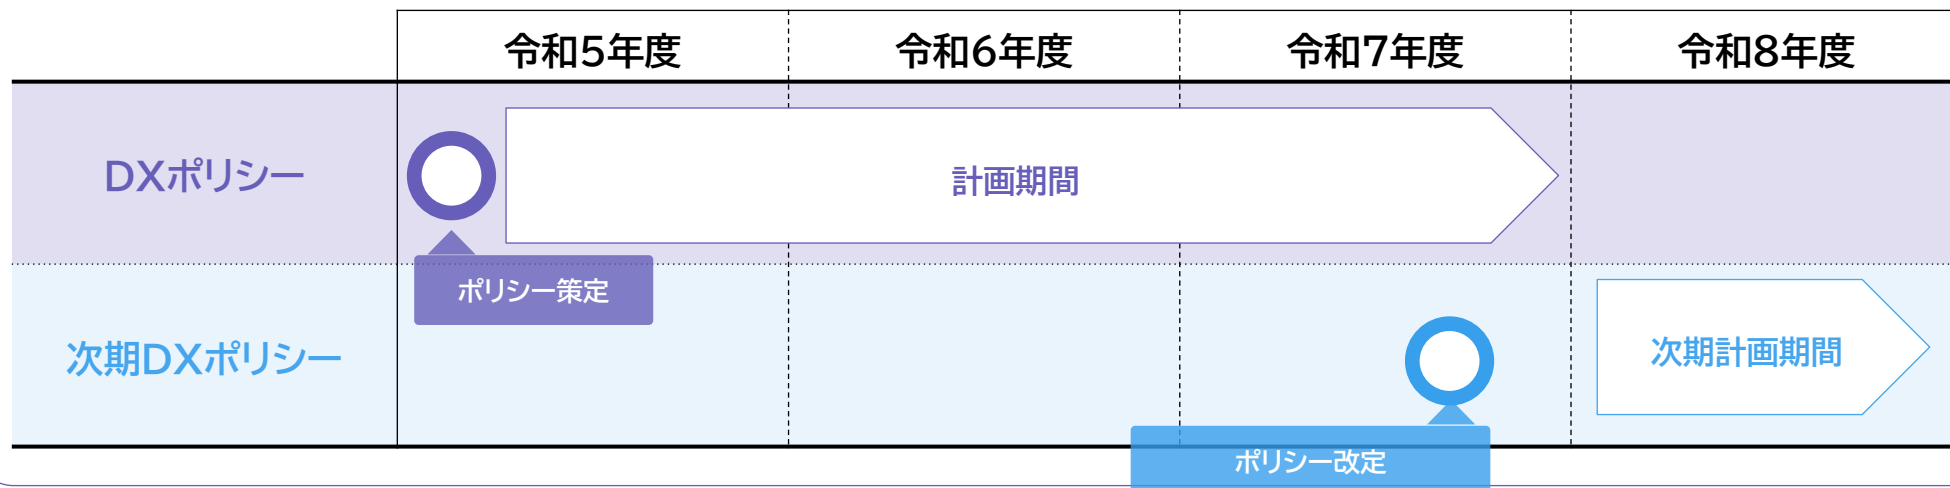 令和5年度 令和6年度 令和7年度 令和8年度
DXポリシー
計画期間
ポリシー策定
次期DXポリシー
次期計画期間
ポリシー改定